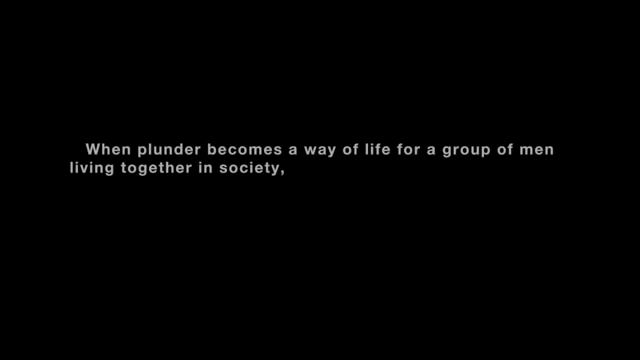 When plunder becomes a way of life for a group of men
living together in society,